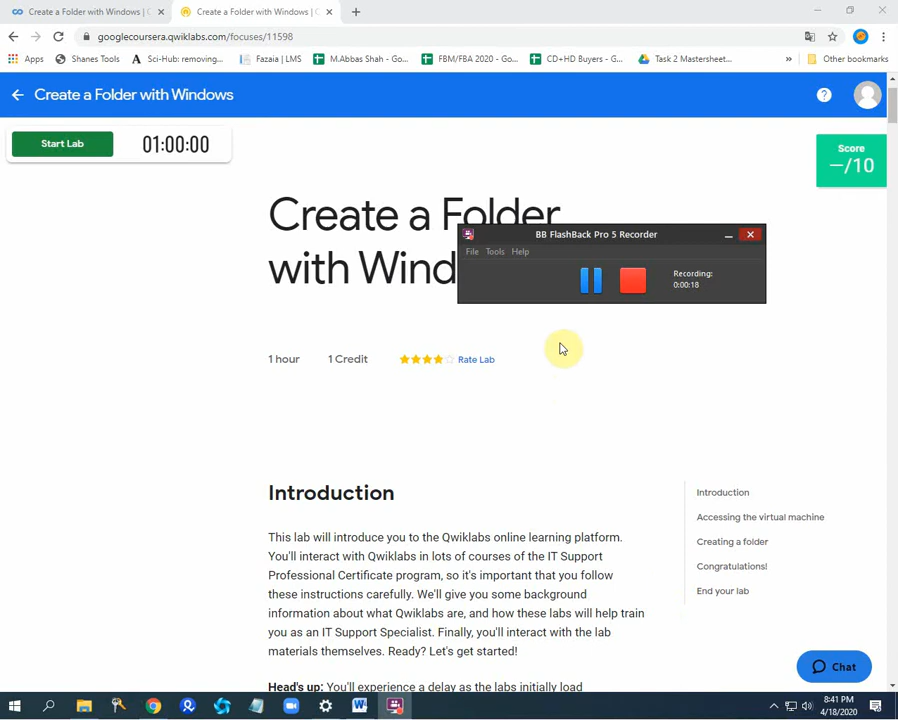 Create a Folder with Windows | C
Create a Folder with Windows | C
googlecoursera.qwiklabs.com/focuses/11598
Apps
Shanes Tools
Sci-Hub: removing...
Fazaia | LMS
M.Abbas Shah - Go...
FBM/FBA 2020 - G...
CD+HD Buyers - G...
Task 2 Mastersheet...
»
Other bookmarks
Create a Folder with Windows
?
Start Lab
01:00:00
Score
–/10
Create a Folder
with Wind
BB FlashBack Pro 5 Recorder
File Tools Help
Recording:
0:00:18
1 hour
1 Credit
Rate Lab
Introduction
This lab will introduce you to the Qwiklabs online learning platform.
You'll interact with Qwiklabs in lots of courses of the IT Support
Professional Certificate program, so it's important that you follow
these instructions carefully. We'll give you some background
information about what Qwiklabs are, and how these labs will help train
you as an IT Support Specialist. Finally, you'll interact with the lab
materials themselves. Ready? Let's get started!
Head's up: You'll experience a delay as the labs initially load
Introduction
Accessing the virtual machine
Creating a folder
Congratulations!
End your lab
Chat
8:41 PM
4/18/2020